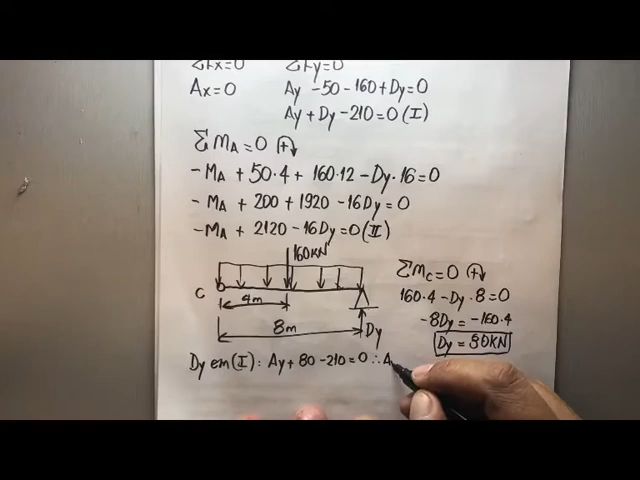 ΣFx=0 ΣFy=0
Ax=0 Ay -50 -160 +Dy=0
Ay + Dy -210=0 (I)
ΣMA=0 (+)
-MA + 50·4 + 160·12 - Dy·16=0
-MA + 200 + 1920 - 16Dy=0
-MA + 2120 - 16Dy=0 (II)
160KN
C
4m
8m
Dy
ΣMC=0 (+)
160·4 - Dy·8=0
-8Dy = -160·4
Dy = 80KN
Dy em (I): Ay + 80 - 210=0 ∴ A